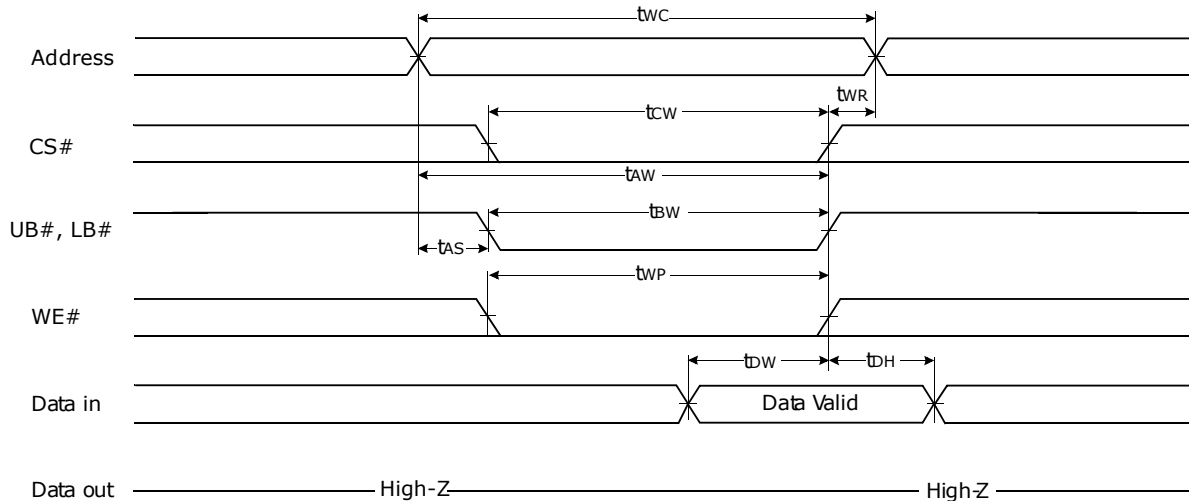 tWC
Address
tWR
tCW
CS#
tAW
tBW
UB#, LB#
tAS
tWP
WE#
tDW
tDH
Data in
Data Valid
Data out
High-Z
High-Z